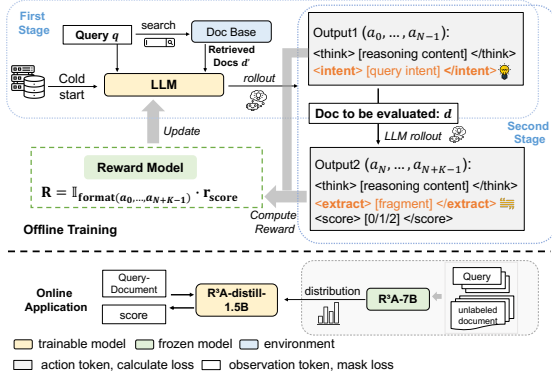 First
Stage
Query q
search
Doc Base
Retrieved
Docs d'
Cold
start
LLM
rollout
Output1 (a0, … , aN−1):
<think> [reasoning content] </think>
<intent> [query intent] </intent>
Doc to be evaluated: d
Second
Stage
LLM rollout
Output2 (aN, … , aN+K−1):
<think> [reasoning content] </think>
<extract> [fragment] </extract>
<score> [0/1/2] </score>
Update
Reward Model
R = 𝕀format(a0,…,aN+K−1) · rscore
Compute
Reward
Offline Training
Online
Application
Query-
Document
score
R³A-distill-
1.5B
distribution
R³A-7B
Query
unlabeled
document
trainable model
frozen model
environment
action token, calculate loss
observation token, mask loss